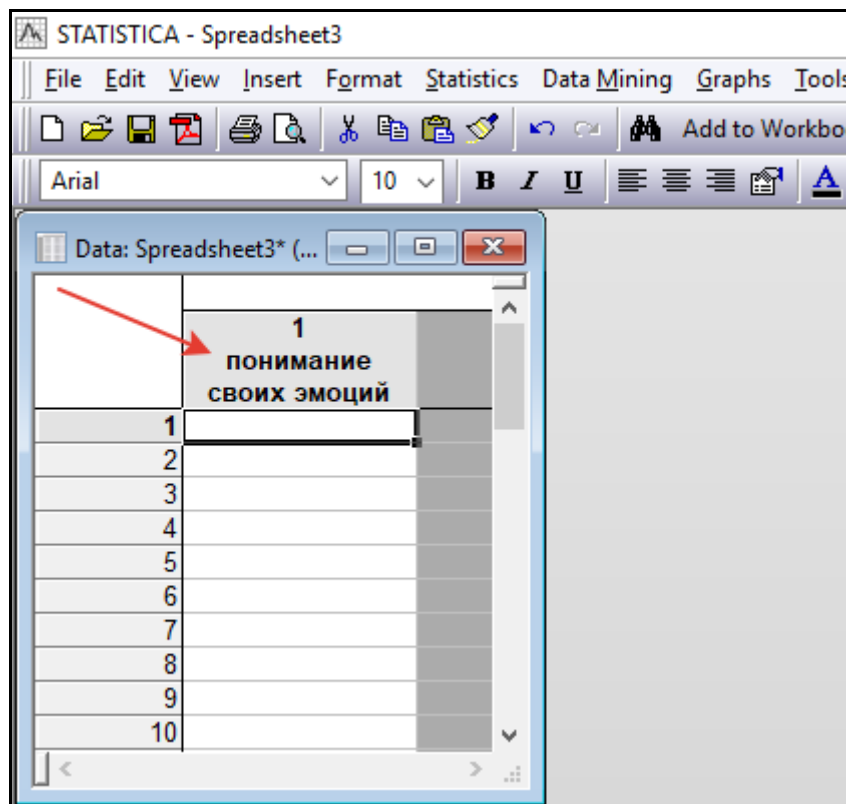 STATISTICA - Spreadsheet3
File Edit View Insert Format Statistics Data Mining Graphs Tools
Add to Workbo
Arial 10 B I U A
Data: Spreadsheet3* (...
1
понимание
своих эмоций
1
2
3
4
5
6
7
8
9
10